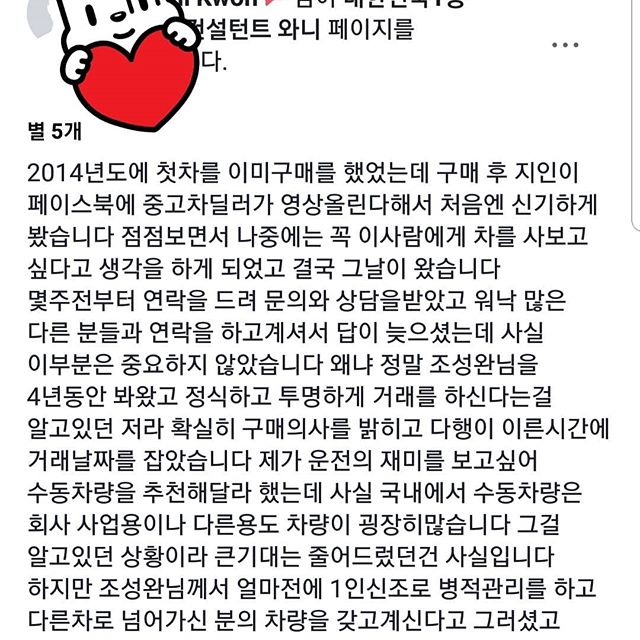 Kwon 님이 대한민국 1등
컨설턴트 와니 페이지를
다.
별 5개
2014년도에 첫차를 이미구매를 했었는데 구매 후 지인이
페이스북에 중고차딜러가 영상올린다해서 처음엔 신기하게
봤습니다 점점보면서 나중에는 꼭 이사람에게 차를 사보고
싶다고 생각을 하게 되었고 결국 그날이 왔습니다
몇주전부터 연락을 드려 문의와 상담을받았고 워낙 많은
다른 분들과 연락을 하고계셔서 답이 늦으셨는데 사실
이부분은 중요하지 않았습니다 왜냐 정말 조성완님을
4년동안 봐왔고 정식하고 투명하게 거래를 하신다는걸
알고있던 저라 확실히 구매의사를 밝히고 다행이 이른시간에
거래날짜를 잡았습니다 제가 운전의 재미를 보고싶어
수동차량을 추천해달라 했는데 사실 국내에서 수동차량은
회사 사업용이나 다른용도 차량이 굉장히많습니다 그걸
알고있던 상황이라 큰기대는 줄어드렀던건 사실입니다
하지만 조성완님께서 얼마전에 1인신조로 병적관리를 하고
다른차로 넘어가신 분의 차량을 갖고계신다고 그러셨고